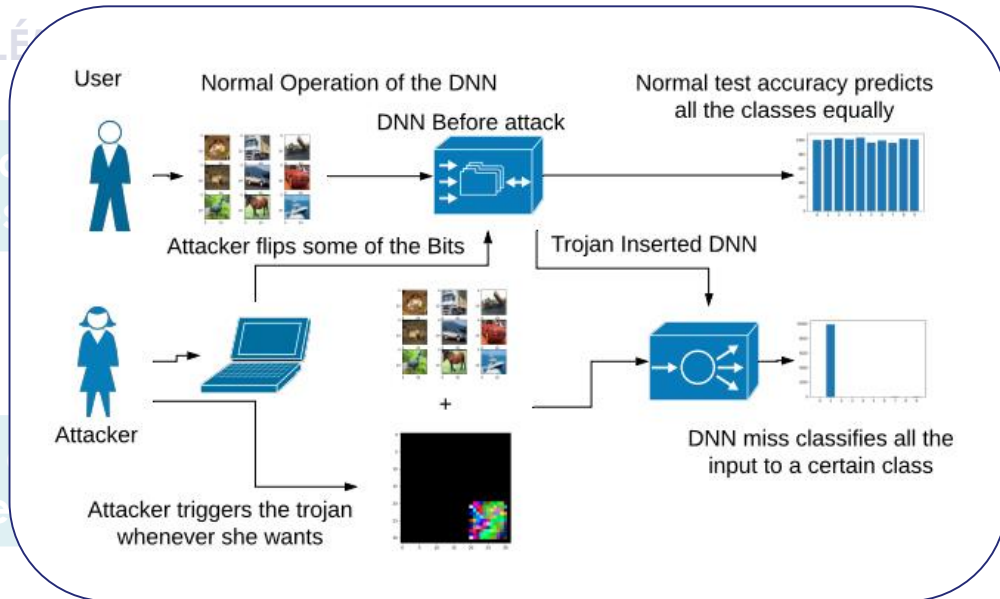 User
Normal Operation of the DNN
Normal test accuracy predicts
all the classes equally
DNN Before attack
Attacker flips some of the Bits
Trojan Inserted DNN
+
Attacker
DNN miss classifies all the
input to a certain class
Attacker triggers the trojan
whenever she wants